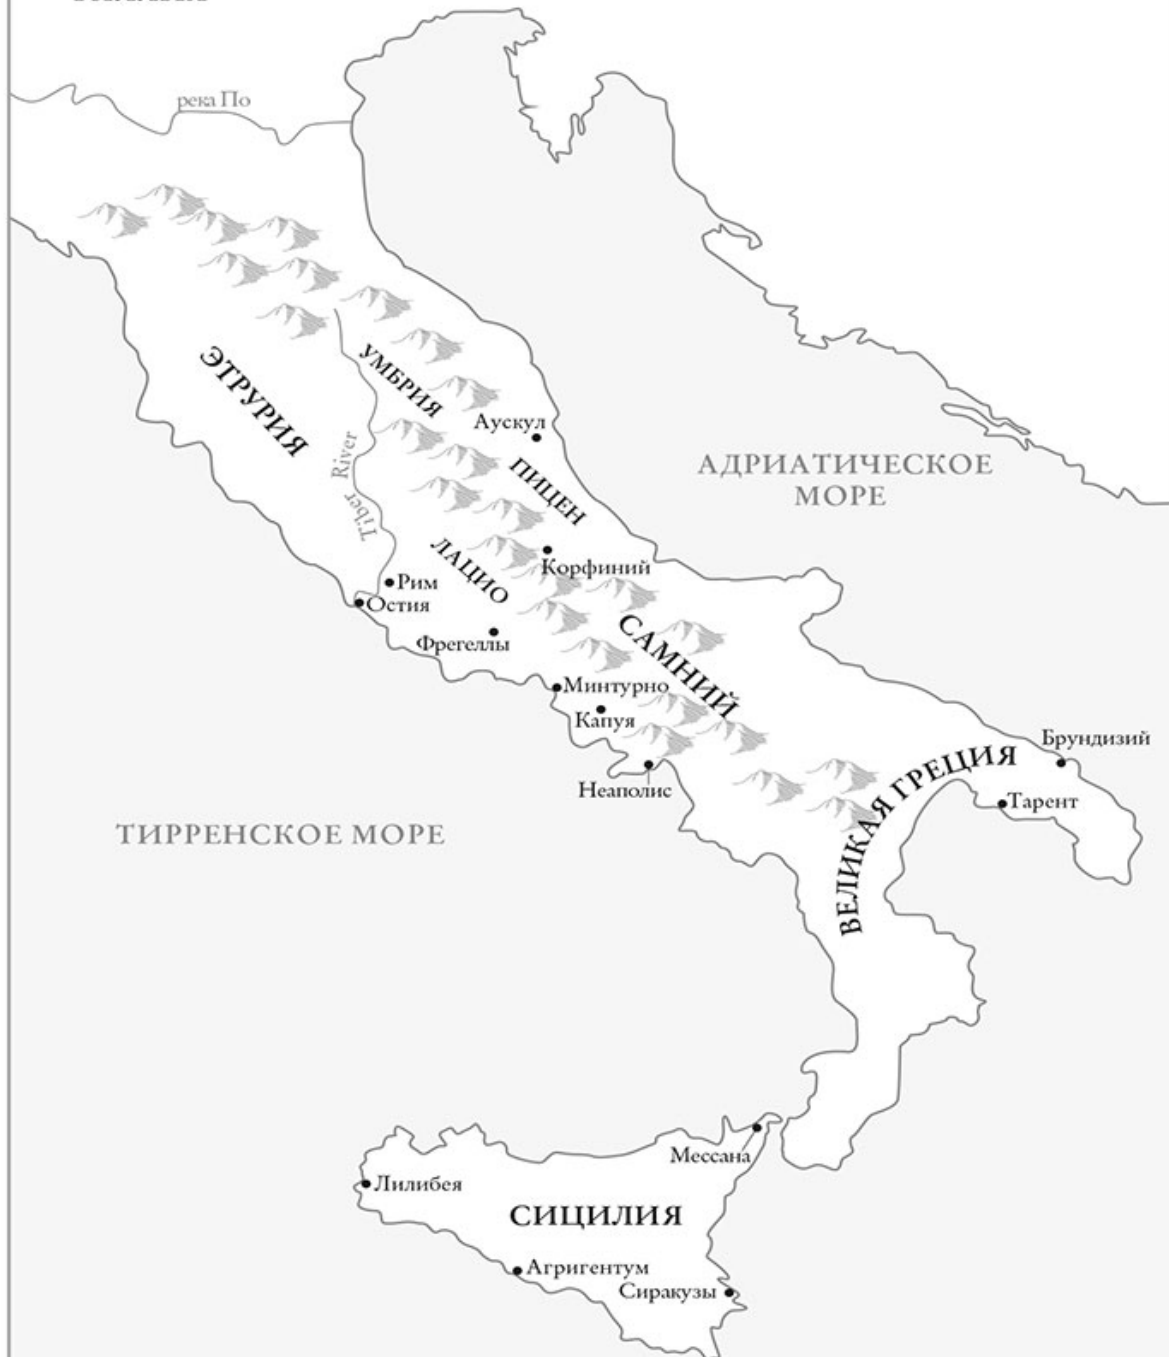 река По
ЭТРУРИЯ
УМБРИЯ
Аускул
Tiber River
ПИЦЕН
АДРИАТИЧЕСКОЕ
МОРЕ
ЛАЦИО
Корфиний
Рим
Остия
Фрегеллы
САМНИЙ
Минтурно
Капуя
Неаполис
Брундизий
ВЕЛИКАЯ ГРЕЦИЯ
Тарент
ТИРРЕНСКОЕ МОРЕ
Мессана
Лилибея
СИЦИЛИЯ
Агригентум
Сиракузы